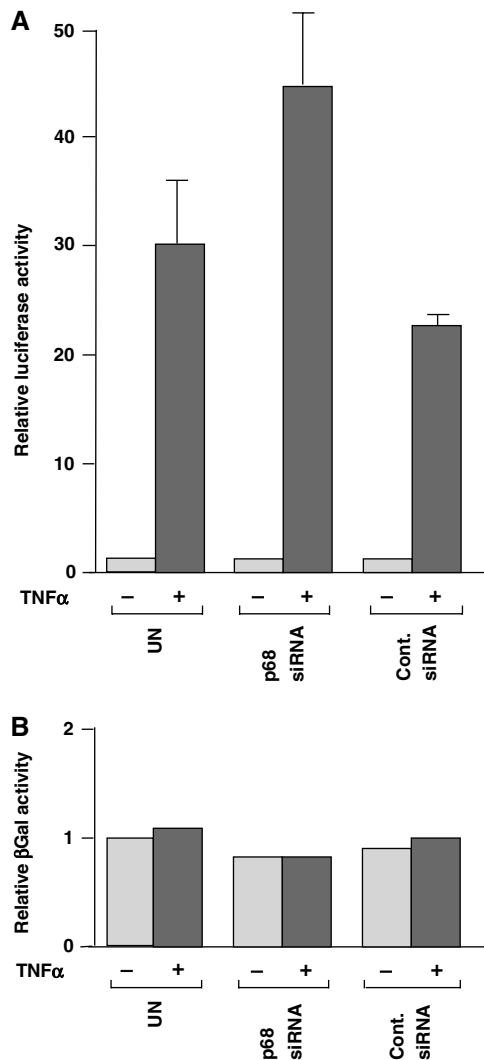 A
50
40
30
20
10
0
Relative luciferase activity
TNFα – + – + – +
UN
p68
siRNA
Cont.
siRNA
B
2
1
0
Relative βGal activity
TNFα – + – + – +
UN
p68
siRNA
Cont.
siRNA